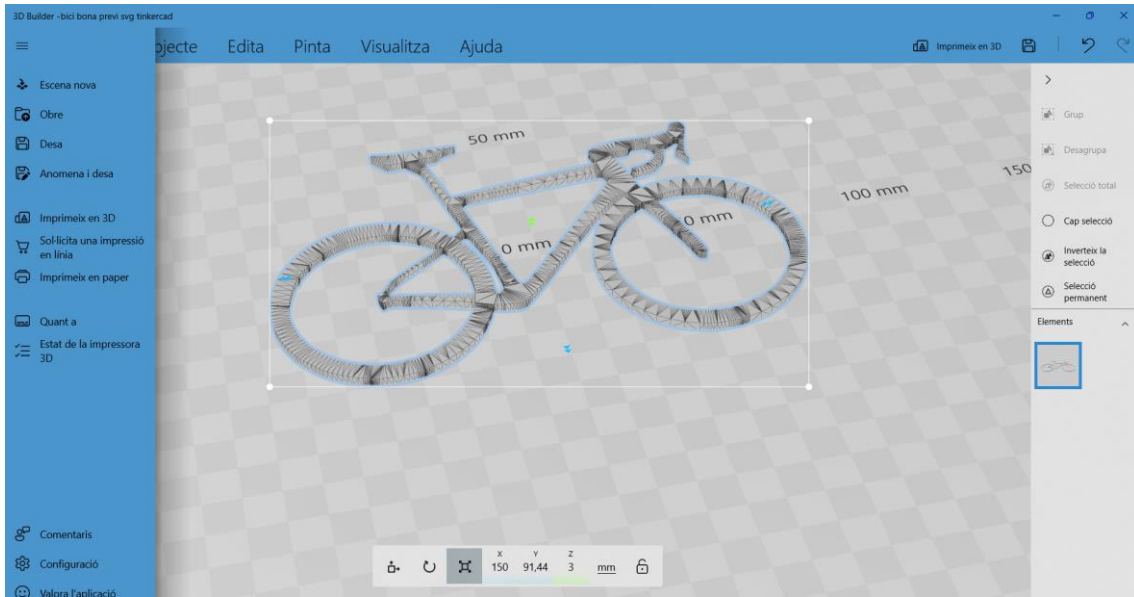 3D Builder -bici bona previ svg tinkercad
Edita
Pinta
Visualitza
Ajuda
Imprimeix en 3D
Escena nova
Obre
Desa
Anomena i desa
Imprimeix en 3D
Sol·licita una impressió
en línia
Imprimeix en paper
Quant a
Estat de la impressora
3D
Comentaris
Configuració
Valora l'aplicació
50 mm
0 mm
0 mm
100 mm
150
Grup
Desagrupa
Selecció total
Cap selecció
Inverteix la
selecció
Selecció
permanent
Elements
X Y Z
150 91,44 3 mm